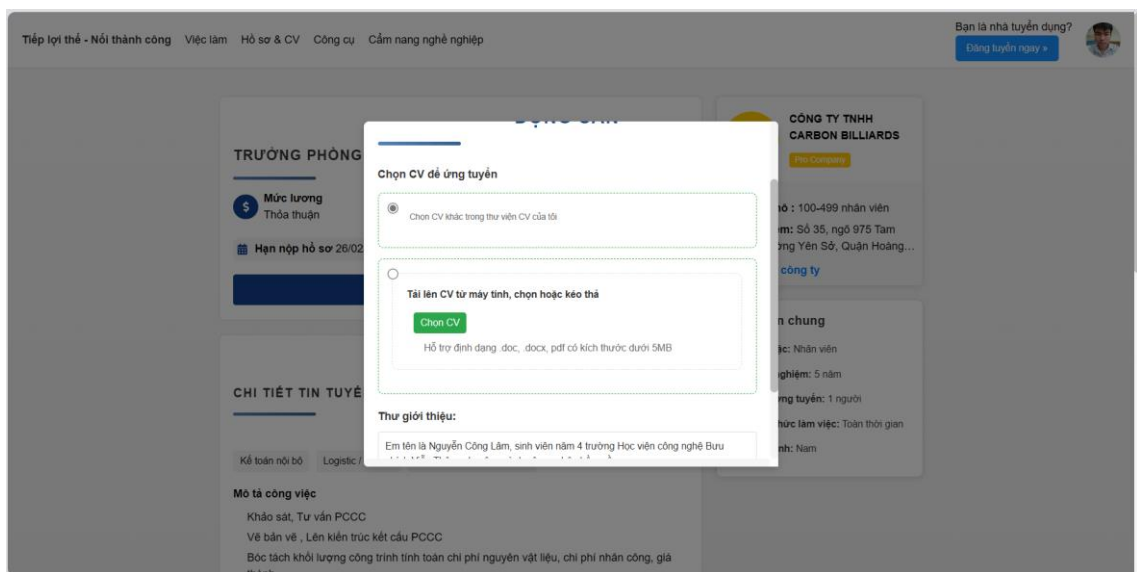 Tiếp lợi thế - Nối thành công Việc làm Hồ sơ & CV Công cụ Cẩm nang nghề nghiệp
Bạn là nhà tuyển dụng?
Đăng tuyển ngay »
TRƯỞNG PHÒNG
Mức lương
Thỏa thuận
Hạn nộp hồ sơ 26/02
Chọn CV để ứng tuyển
Chọn CV khác trong thư viện CV của tôi
Tải lên CV từ máy tính, chọn hoặc kéo thả
Chọn CV
Hỗ trợ định dạng .doc, .docx, pdf có kích thước dưới 5MB
Thư giới thiệu:
Em tên là Nguyễn Công Lâm, sinh viên năm 4 trường Học viện công nghệ Bưu
CÔNG TY TNHH
CARBON BILLIARDS
Pro Company
mô : 100-499 nhân viên
Số 35, ngõ 975 Tam
Yên Sở, Quận Hoàng...
công ty
chung
Nhân viên
nghiệm: 5 năm
tuyển: 1 người
thức làm việc: Toàn thời gian
Nam
CHI TIẾT TIN TUYỂ
Kế toán nội bộ Logistic /
Mô tả công việc
Khảo sát, Tư vấn PCCC
Vẽ bản vẽ , Lên kiến trúc kết cấu PCCC
Bóc tách khối lượng công trình tính toán chi phí nguyên vật liệu, chi phí nhân công, giá